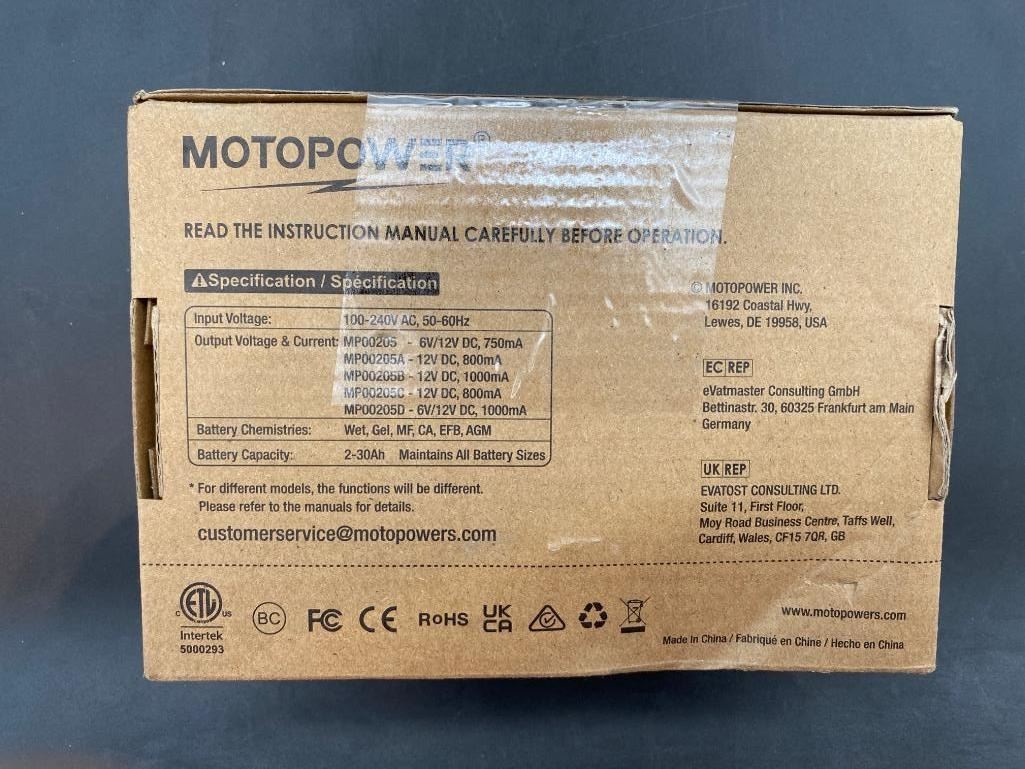 MOTOPOWER®
READ THE INSTRUCTION MANUAL CAREFULLY BEFORE OPERATION.
Specification / Spécification
Input Voltage: 100-240V AC, 50-60Hz
Output Voltage & Current: MP00205 - 6V/12V DC, 750mA
MP00205A - 12V DC, 800mA
MP00205B - 12V DC, 1000mA
MP00205C - 12V DC, 800mA
MP00205D - 6V/12V DC, 1000mA
Battery Chemistries: Wet, Gel, MF, CA, EFB, AGM
Battery Capacity: 2-30Ah Maintains All Battery Sizes
* For different models, the functions will be different.
Please refer to the manuals for details.
customerservice@motopowers.com
© MOTOPOWER INC.
16192 Coastal Hwy,
Lewes, DE 19958, USA
EC REP
eVatmaster Consulting GmbH
Bettinastr. 30, 60325 Frankfurt am Main
Germany
UK REP
EVATOST CONSULTING LTD.
Suite 11, First Floor,
Moy Road Business Centre, Taffs Well,
Cardiff, Wales, CF15 7QR, GB
C ETL US
Intertek
5000293
BC
FC CE RoHS UK CA
www.motopowers.com
Made in China / Fabriqué en Chine / Hecho en China